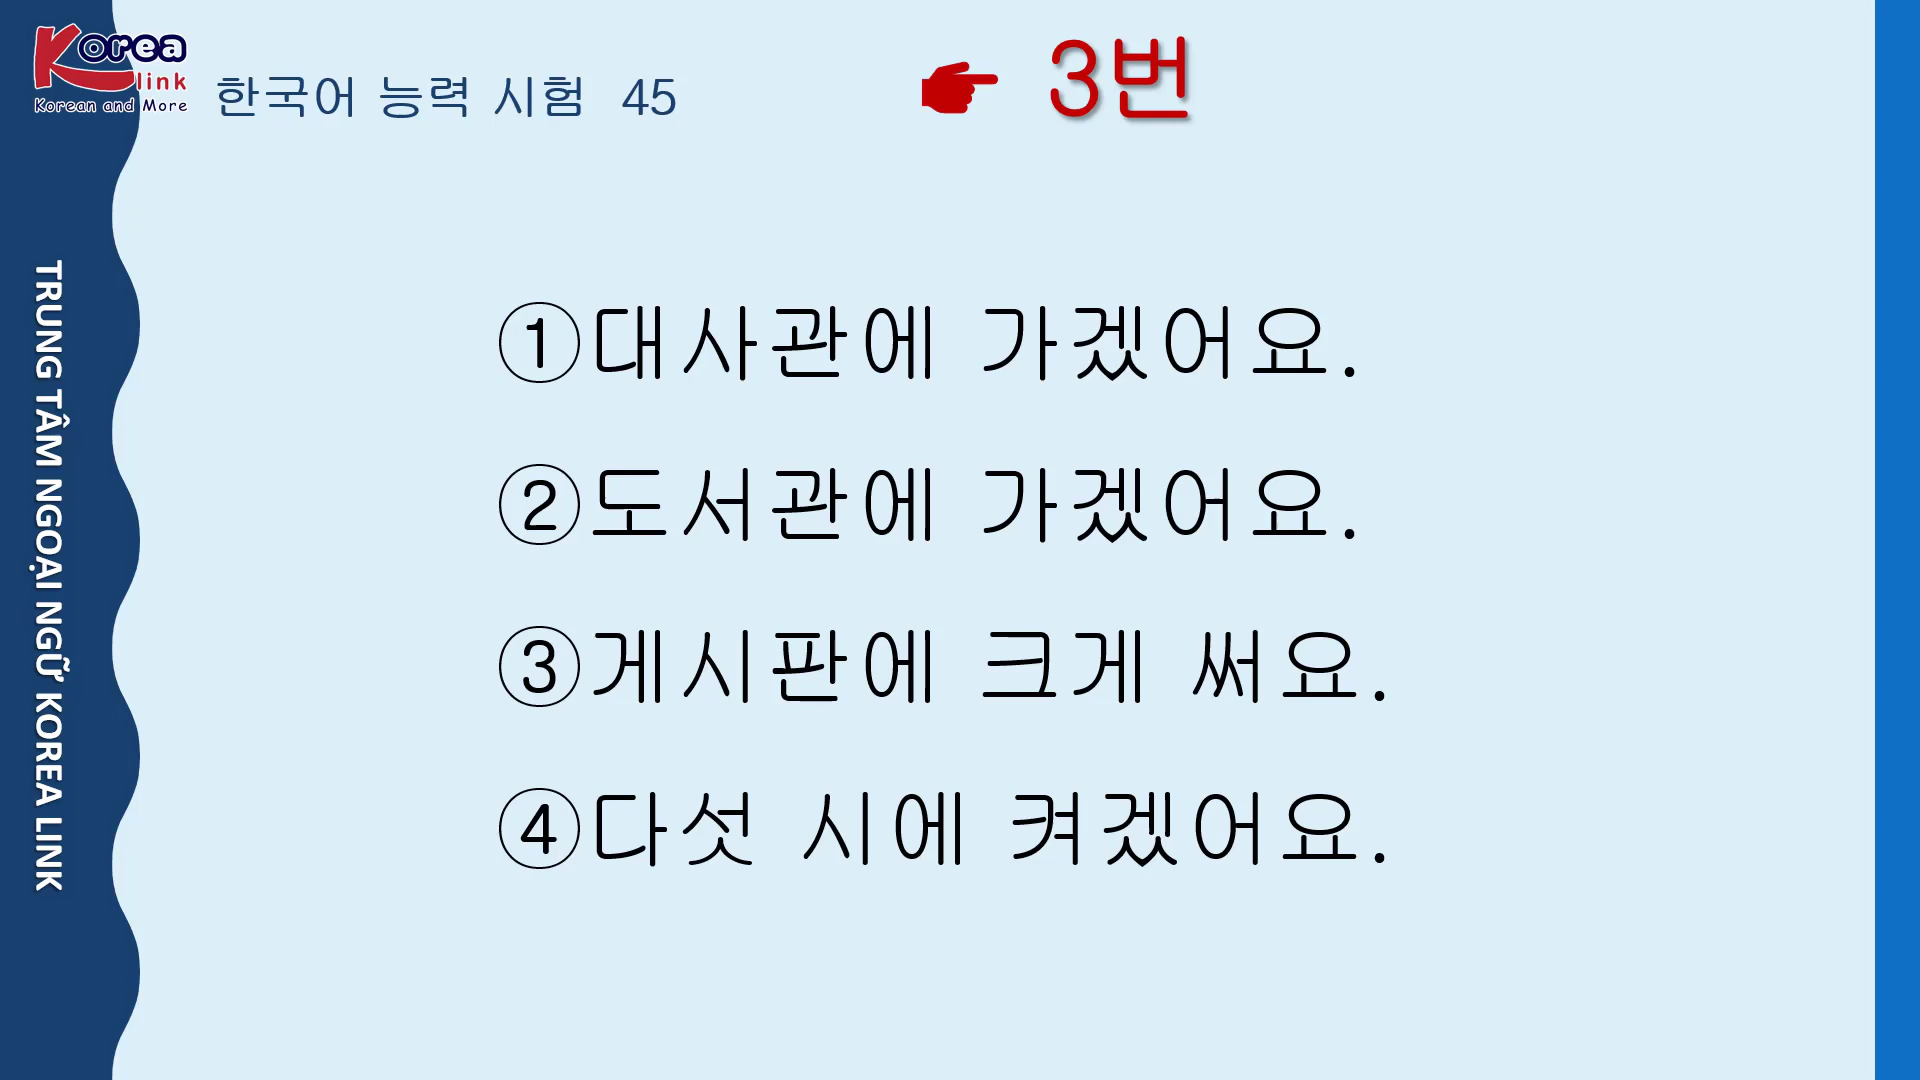 Korea
link
Korean and More
한국어 능력 시험 45
☛ 3번
①대사관에 가겠어요.
②도서관에 가겠어요.
③게시판에 크게 써요.
④다섯 시에 켜겠어요.
TRUNG TÂM NGOẠI NGỮ KOREA LINK